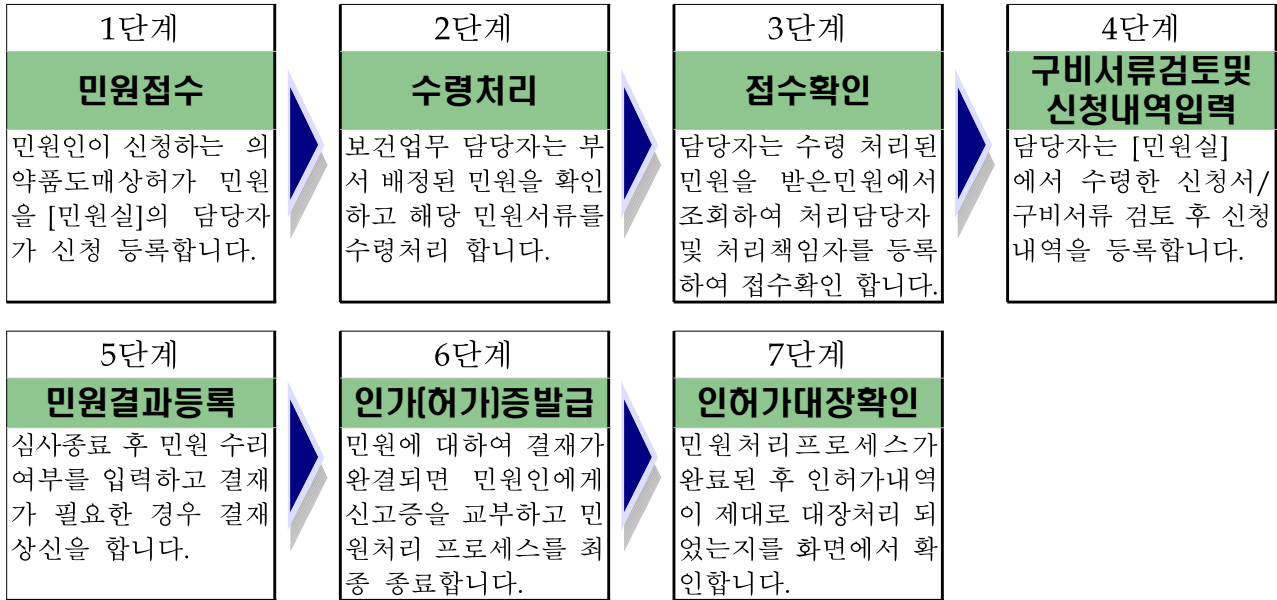 1단계
민원접수
민원인이 신청하는 의
약품도매상허가 민원
을 [민원실]의 담당자
가 신청 등록합니다.
2단계
수령처리
보건업무 담당자는 부
서 배정된 민원을 확인
하고 해당 민원서류를
수령처리 합니다.
3단계
접수확인
담당자는 수령 처리된
민원을 받은민원에서
조회하여 처리담당자
및 처리책임자를 등록
하여 접수확인 합니다.
4단계
구비서류검토및
신청내역입력
담당자는 [민원실]
에서 수령한 신청서/
구비서류 검토 후 신청
내역을 등록합니다.
5단계
민원결과등록
심사종료 후 민원 수리
여부를 입력하고 결재
가 필요한 경우 결재
상신을 합니다.
6단계
인가(허가)증발급
민원에 대하여 결재가
완결되면 민원인에게
신고증을 교부하고 민
원처리 프로세스를 최
종 종료합니다.
7단계
인허가대장확인
민원처리프로세스가
완료된 후 인허가내역
이 제대로 대장처리 되
었는지를 화면에서 확
인합니다.